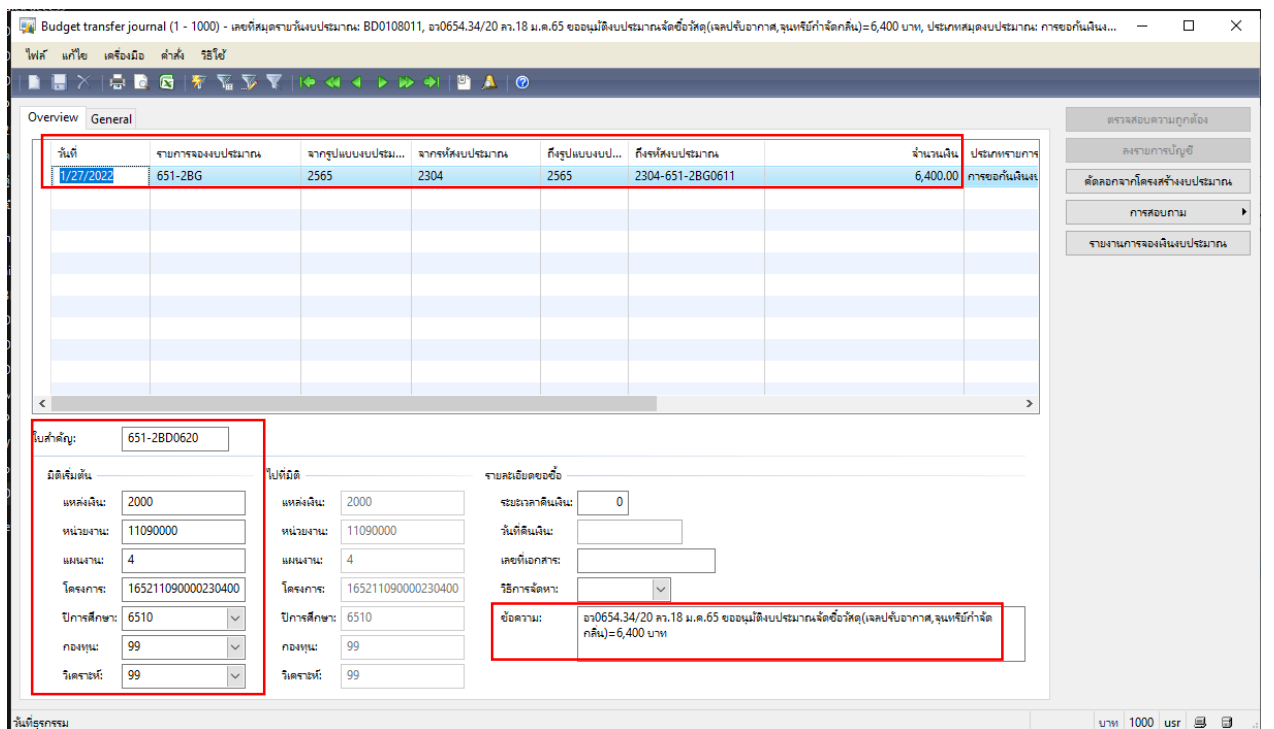 Budget transfer journal (1 - 1000) - เลขที่สมุดรายวันงบประมาณ: BD0108011, อว0654.34/20 ลว.18 ม.ค.65 ขออนุมัติงบประมาณจัดซื้อวัสดุ(เจลปรับอากาศ,จุนทรีย์กำจัดกลิ่น)=6,400 บาท, ประเภทสมุดงบประมาณ: การขอกันเงินง...
ไฟล์ แก้ไข เครื่องมือ คำสั่ง วิธีใช้
Overview General
วันที่ รายการจองงบประมาณ จากรูปแบบงบประม... จากรหัสงบประมาณ ถึงรูปแบบงบป... ถึงรหัสงบประมาณ จำนวนเงิน ประเภทรายการ
1/27/2022 651-2BG 2565 2304 2565 2304-651-2BG0611 6,400.00 การขอกันเงินงบ
ตรวจสอบความถูกต้อง
ลงรายการบัญชี
คัดลอกจากโครงสร้างงบประมาณ
การสอบถาม
รายงานการจองเงินงบประมาณ
ใบสำคัญ: 651-2BD0620
มิติเริ่มต้น ไปที่มิติ รายละเอียดขอซื้อ
แหล่งเงิน: 2000 แหล่งเงิน: 2000 ระยะเวลาคืนเงิน: 0
หน่วยงาน: 11090000 หน่วยงาน: 11090000 วันที่คืนเงิน:
แผนงาน: 4 แผนงาน: 4 เลขที่เอกสาร:
โครงการ: 165211090000230400 โครงการ: 165211090000230400 วิธีการจัดหา:
ปีการศึกษา: 6510 ปีการศึกษา: 6510 ข้อความ: อว0654.34/20 ลว.18 ม.ค.65 ขออนุมัติงบประมาณจัดซื้อวัสดุ(เจลปรับอากาศ,จุนทรีย์กำจัด
กลิ่น)=6,400 บาท
กองทุน: 99 กองทุน: 99
วิเคราะห์: 99 วิเคราะห์: 99
วันที่ธุรกรรม บาท 1000 usr